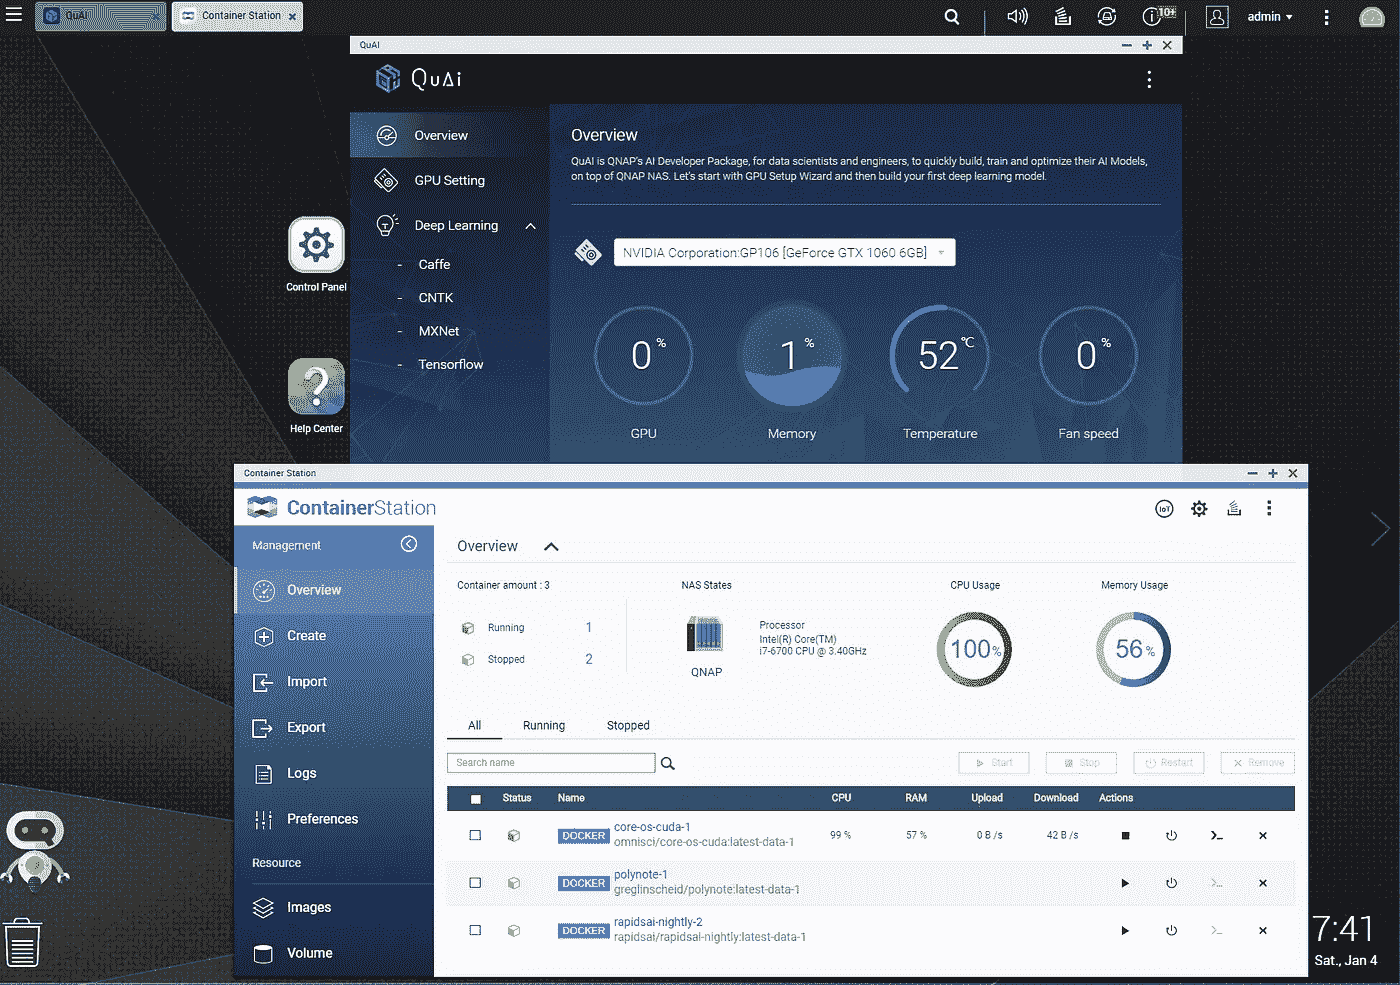 QuAI
Container Station
10+
admin
QuAI
QuAi
Overview
GPU Setting
Deep Learning
- Caffe
- CNTK
- MXNet
- Tensorflow
Overview
QuAI is QNAP's AI Developer Package, for data scientists and engineers, to quickly build, train and optimize their AI Models,
on top of QNAP NAS. Let's start with GPU Setup Wizard and then build your first deep learning model.
NVIDIA Corporation:GP106 [GeForce GTX 1060 6GB]
0 % 1 % 52 °C 0 %
GPU Memory Temperature Fan speed
Control Panel
Help Center
Container Station
ContainerStation
IoT
Management
Overview
Create
Import
Export
Logs
Preferences
Resource
Images
Volume
Overview
Container amount : 3
Running 1
Stopped 2
NAS States
QNAP
Processor
Intel(R) Core(TM)
i7-6700 CPU @ 3.40GHz
CPU Usage
100%
Memory Usage
56 %
All Running Stopped
Search name
Start Stop Restart Remove
Status Name CPU RAM Upload Download Actions
DOCKER core-os-cuda-1 99 % 57 % 0 B /s 42 B /s
omnisci/core-os-cuda:latest-data-1
DOCKER polynote-1
greglinscheid/polynote:latest-data-1
DOCKER rapidsai-nightly-2
rapidsai/rapidsai-nightly:latest-data-1
7:41
Sat., Jan 4